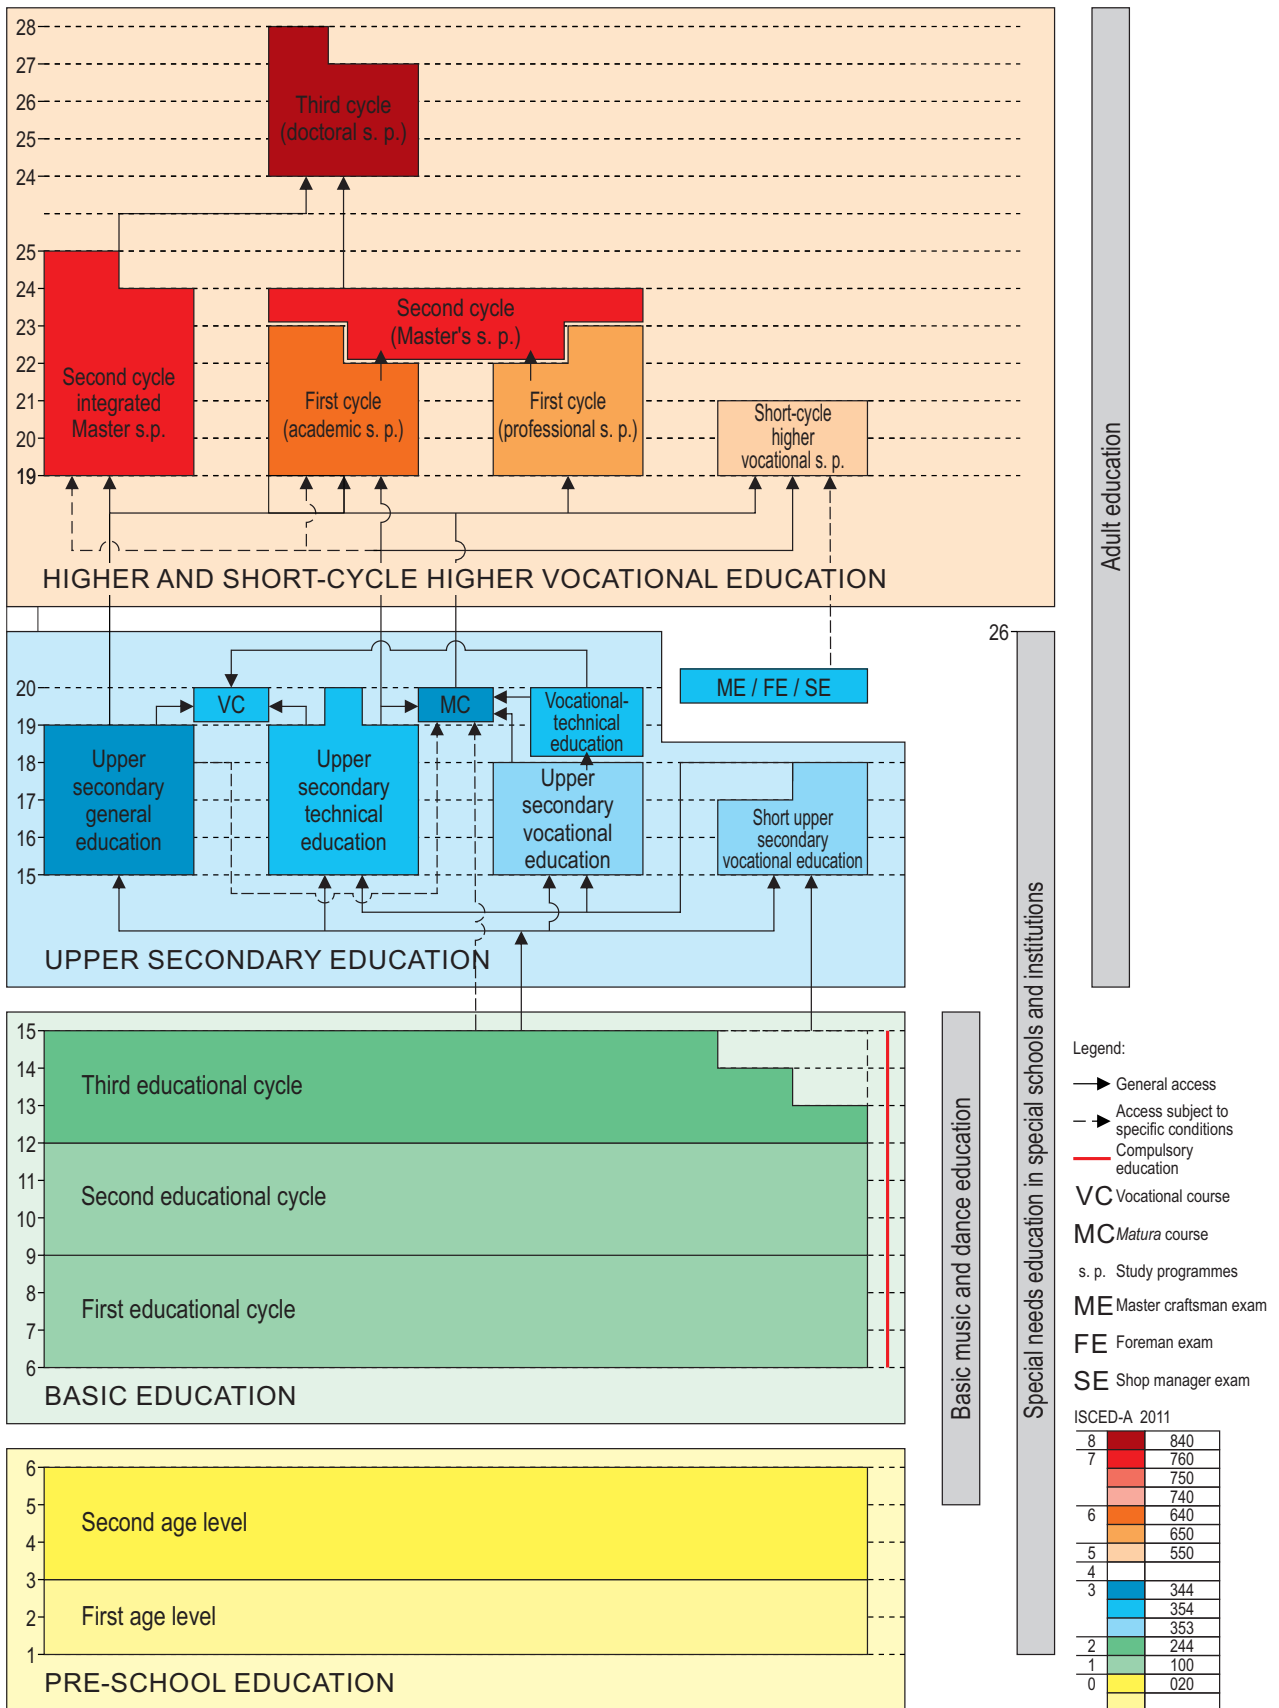 28
27
26
25
24
Third cycle
(doctoral s. p.)
25
24
23
22
21
20
19
Second cycle
integrated
Master s.p.
Second cycle
(Master's s. p.)
First cycle
(academic s. p.)
First cycle
(professional s. p.)
Short-cycle
higher
vocational s. p.
HIGHER AND SHORT-CYCLE HIGHER VOCATIONAL EDUCATION
Adult education
26
20
19
18
17
16
15
VC
MC
Vocational-
technical
education
ME / FE / SE
Upper
secondary
general
education
Upper
secondary
technical
education
Upper
secondary
vocational
education
Short upper
secondary
vocational education
UPPER SECONDARY EDUCATION
15
14
13
12
11
10
9
8
7
6
Third educational cycle
Second educational cycle
First educational cycle
BASIC EDUCATION
Basic music and dance education
Special needs education in special schools and institutions
6
5
4
3
2
1
Second age level
First age level
PRE-SCHOOL EDUCATION
Legend:
General access
Access subject to
specific conditions
Compulsory
education
VC Vocational course
MC Matura course
s. p. Study programmes
ME Master craftsman exam
FE Foreman exam
SE Shop manager exam
ISCED-A 2011
8 840
7 760
750
740
6 640
650
5 550
4
3 344
354
353
2 244
1 100
0 020